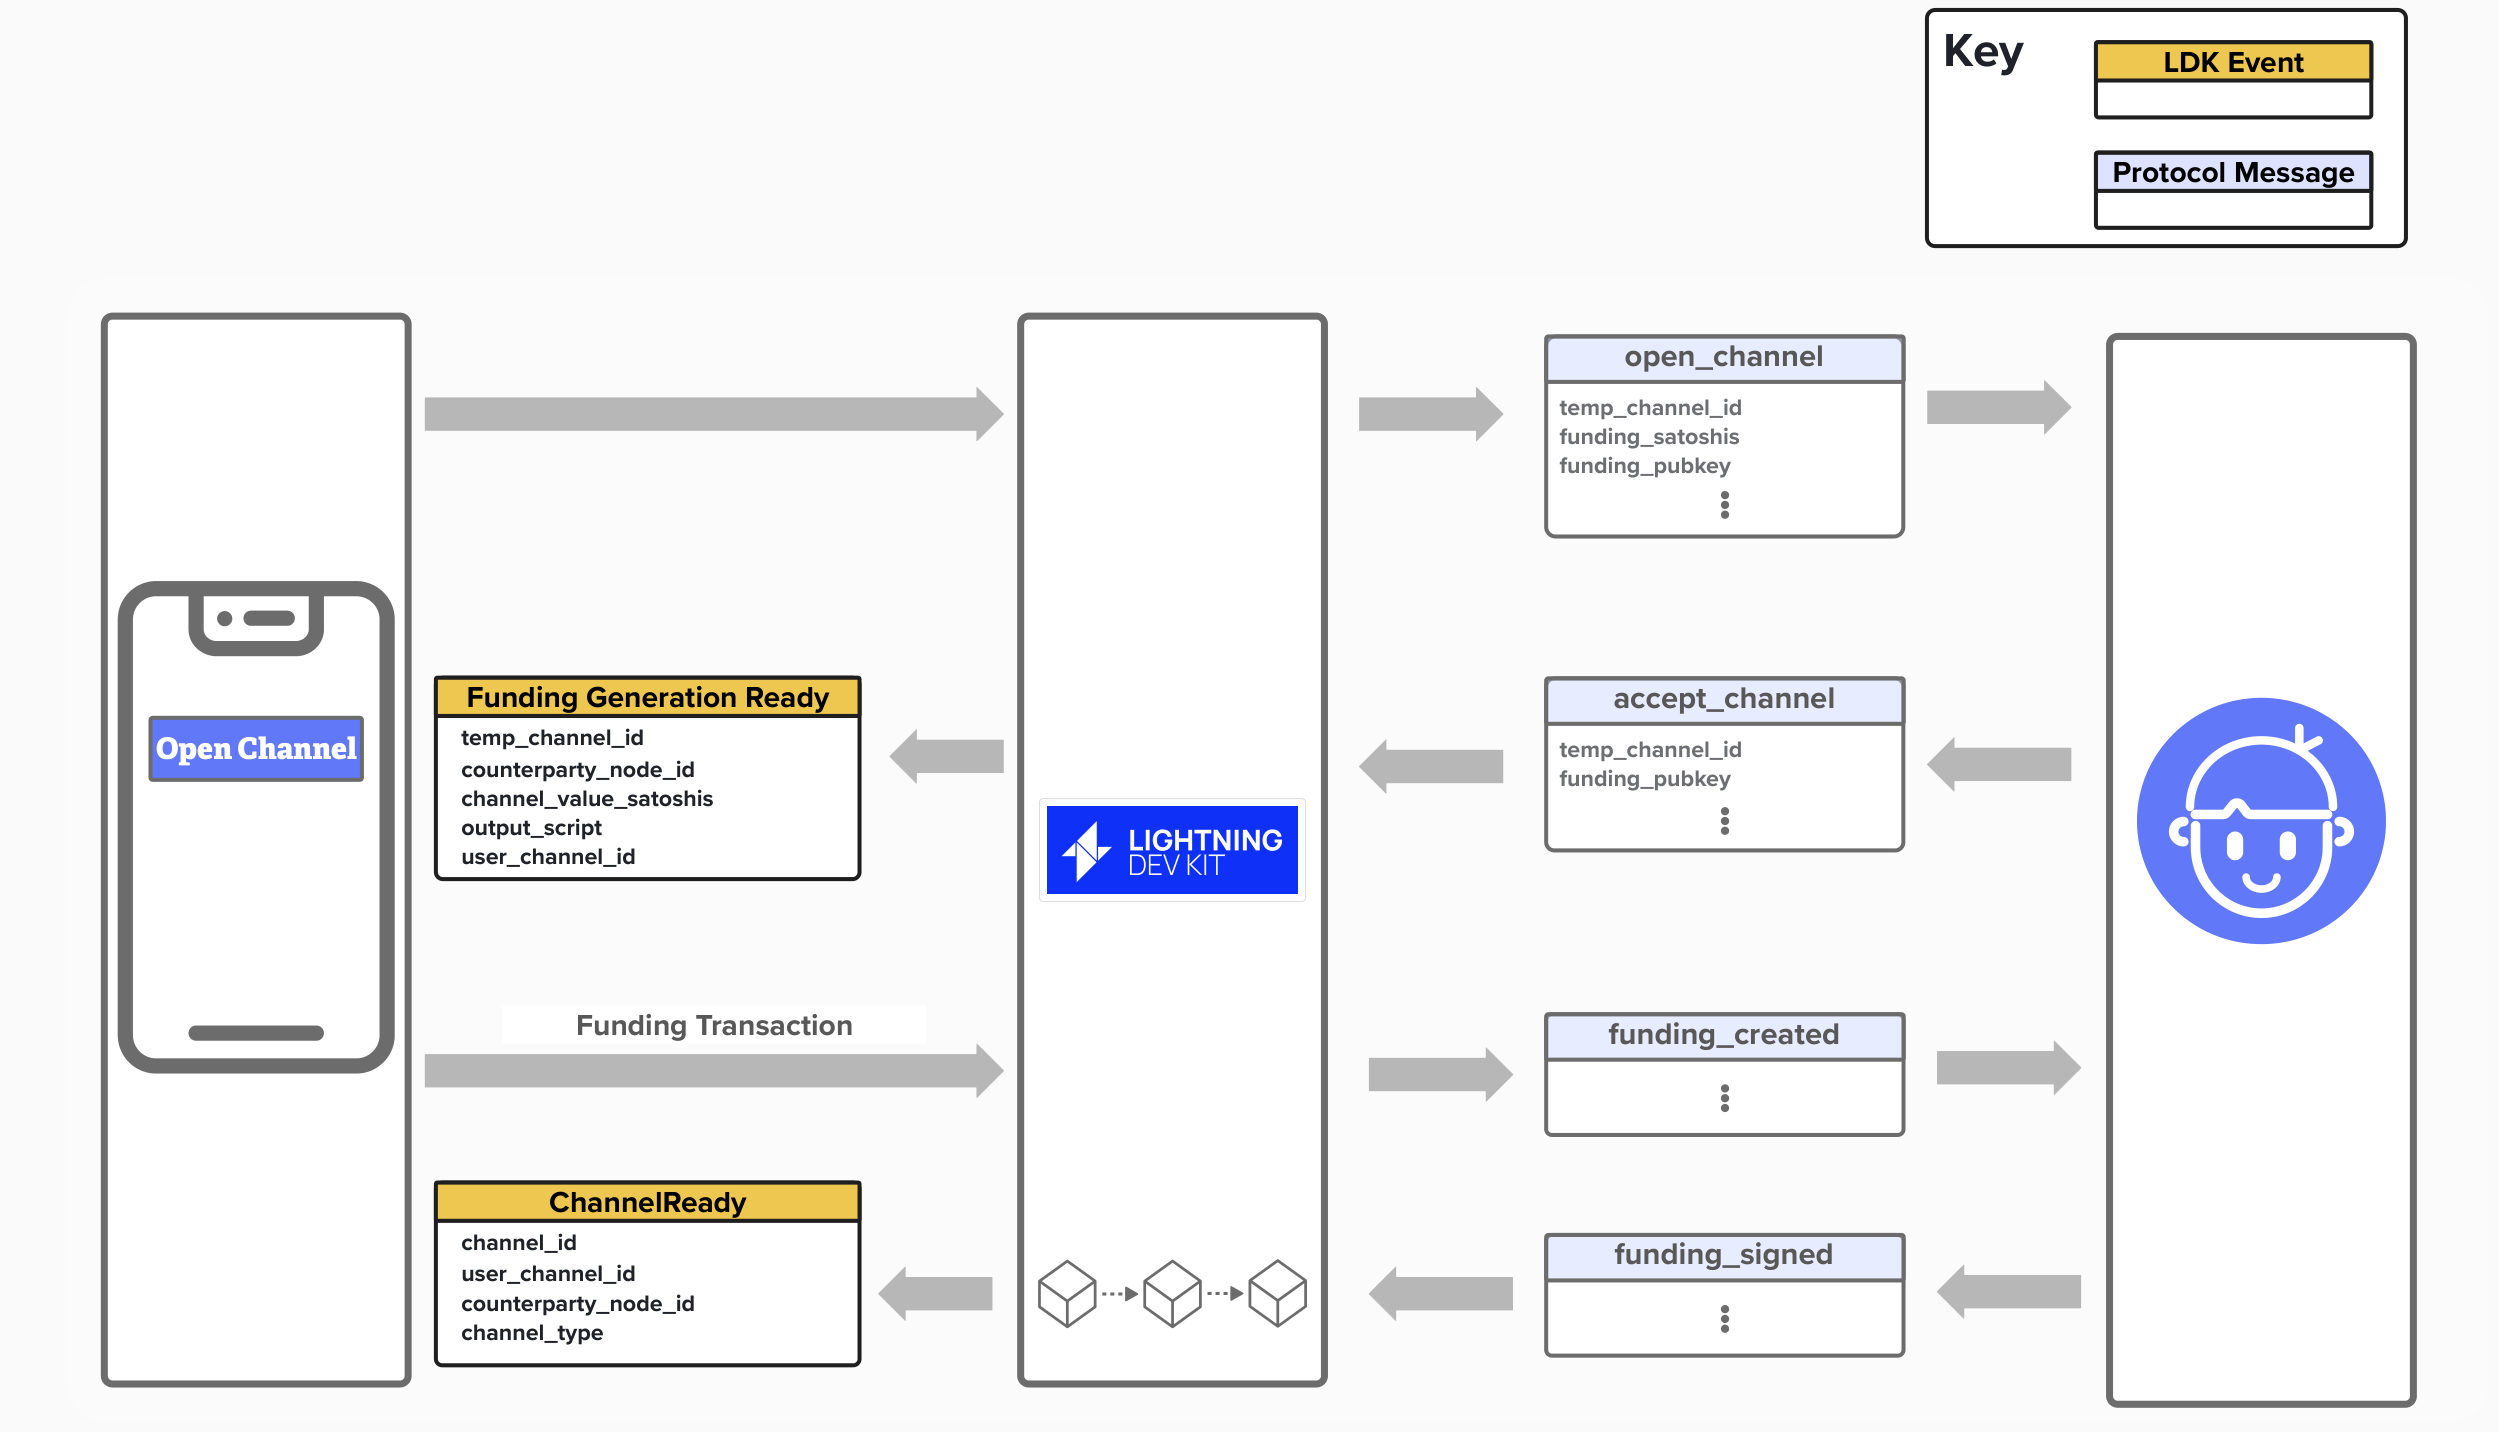 Key
LDK Event
Protocol Message
open_channel
temp_channel_id
funding_satoshis
funding_pubkey
Open Channel
Funding Generation Ready
temp_channel_id
counterparty_node_id
channel_value_satoshis
output_script
user_channel_id
LIGHTNING
DEV KIT
accept_channel
temp_channel_id
funding_pubkey
Funding Transaction
funding_created
ChannelReady
channel_id
user_channel_id
counterparty_node_id
channel_type
funding_signed